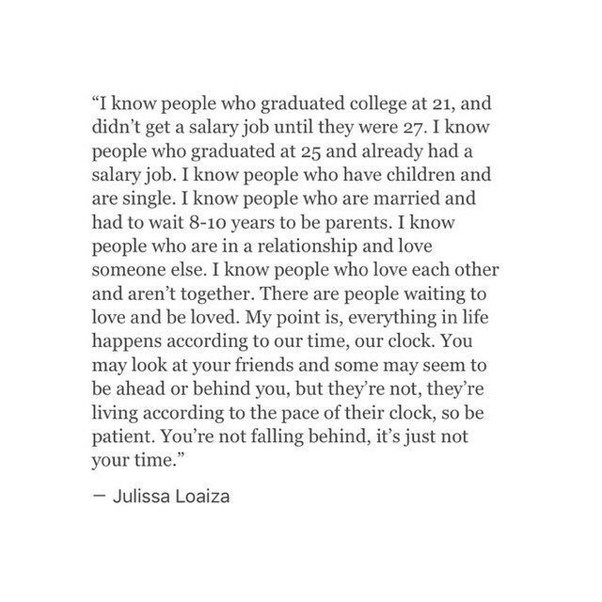 “I know people who graduated college at 21, and
didn’t get a salary job until they were 27. I know
people who graduated at 25 and already had a
salary job. I know people who have children and
are single. I know people who are married and
had to wait 8-10 years to be parents. I know
people who are in a relationship and love
someone else. I know people who love each other
and aren’t together. There are people waiting to
love and be loved. My point is, everything in life
happens according to our time, our clock. You
may look at your friends and some may seem to
be ahead or behind you, but they’re not, they’re
living according to the pace of their clock, so be
patient. You’re not falling behind, it’s just not
your time.”
— Julissa Loaiza